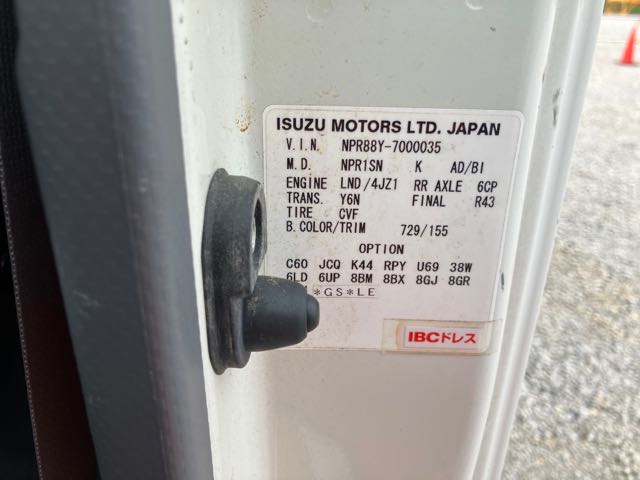 ISUZU MOTORS LTD. JAPAN
V.I.N. NPR88Y-7000035
M.D. NPR1SN K AD/BI
ENGINE LND/4JZ1 RR AXLE 6CP
TRANS. Y6N FINAL R43
TIRE CVF
B.COLOR/TRIM 729/155
OPTION
C60 JCQ K44 RPY U69 38W
6LD 6UP 8BM 8BX 8GJ 8GR
*GS*LE
IBCドレス